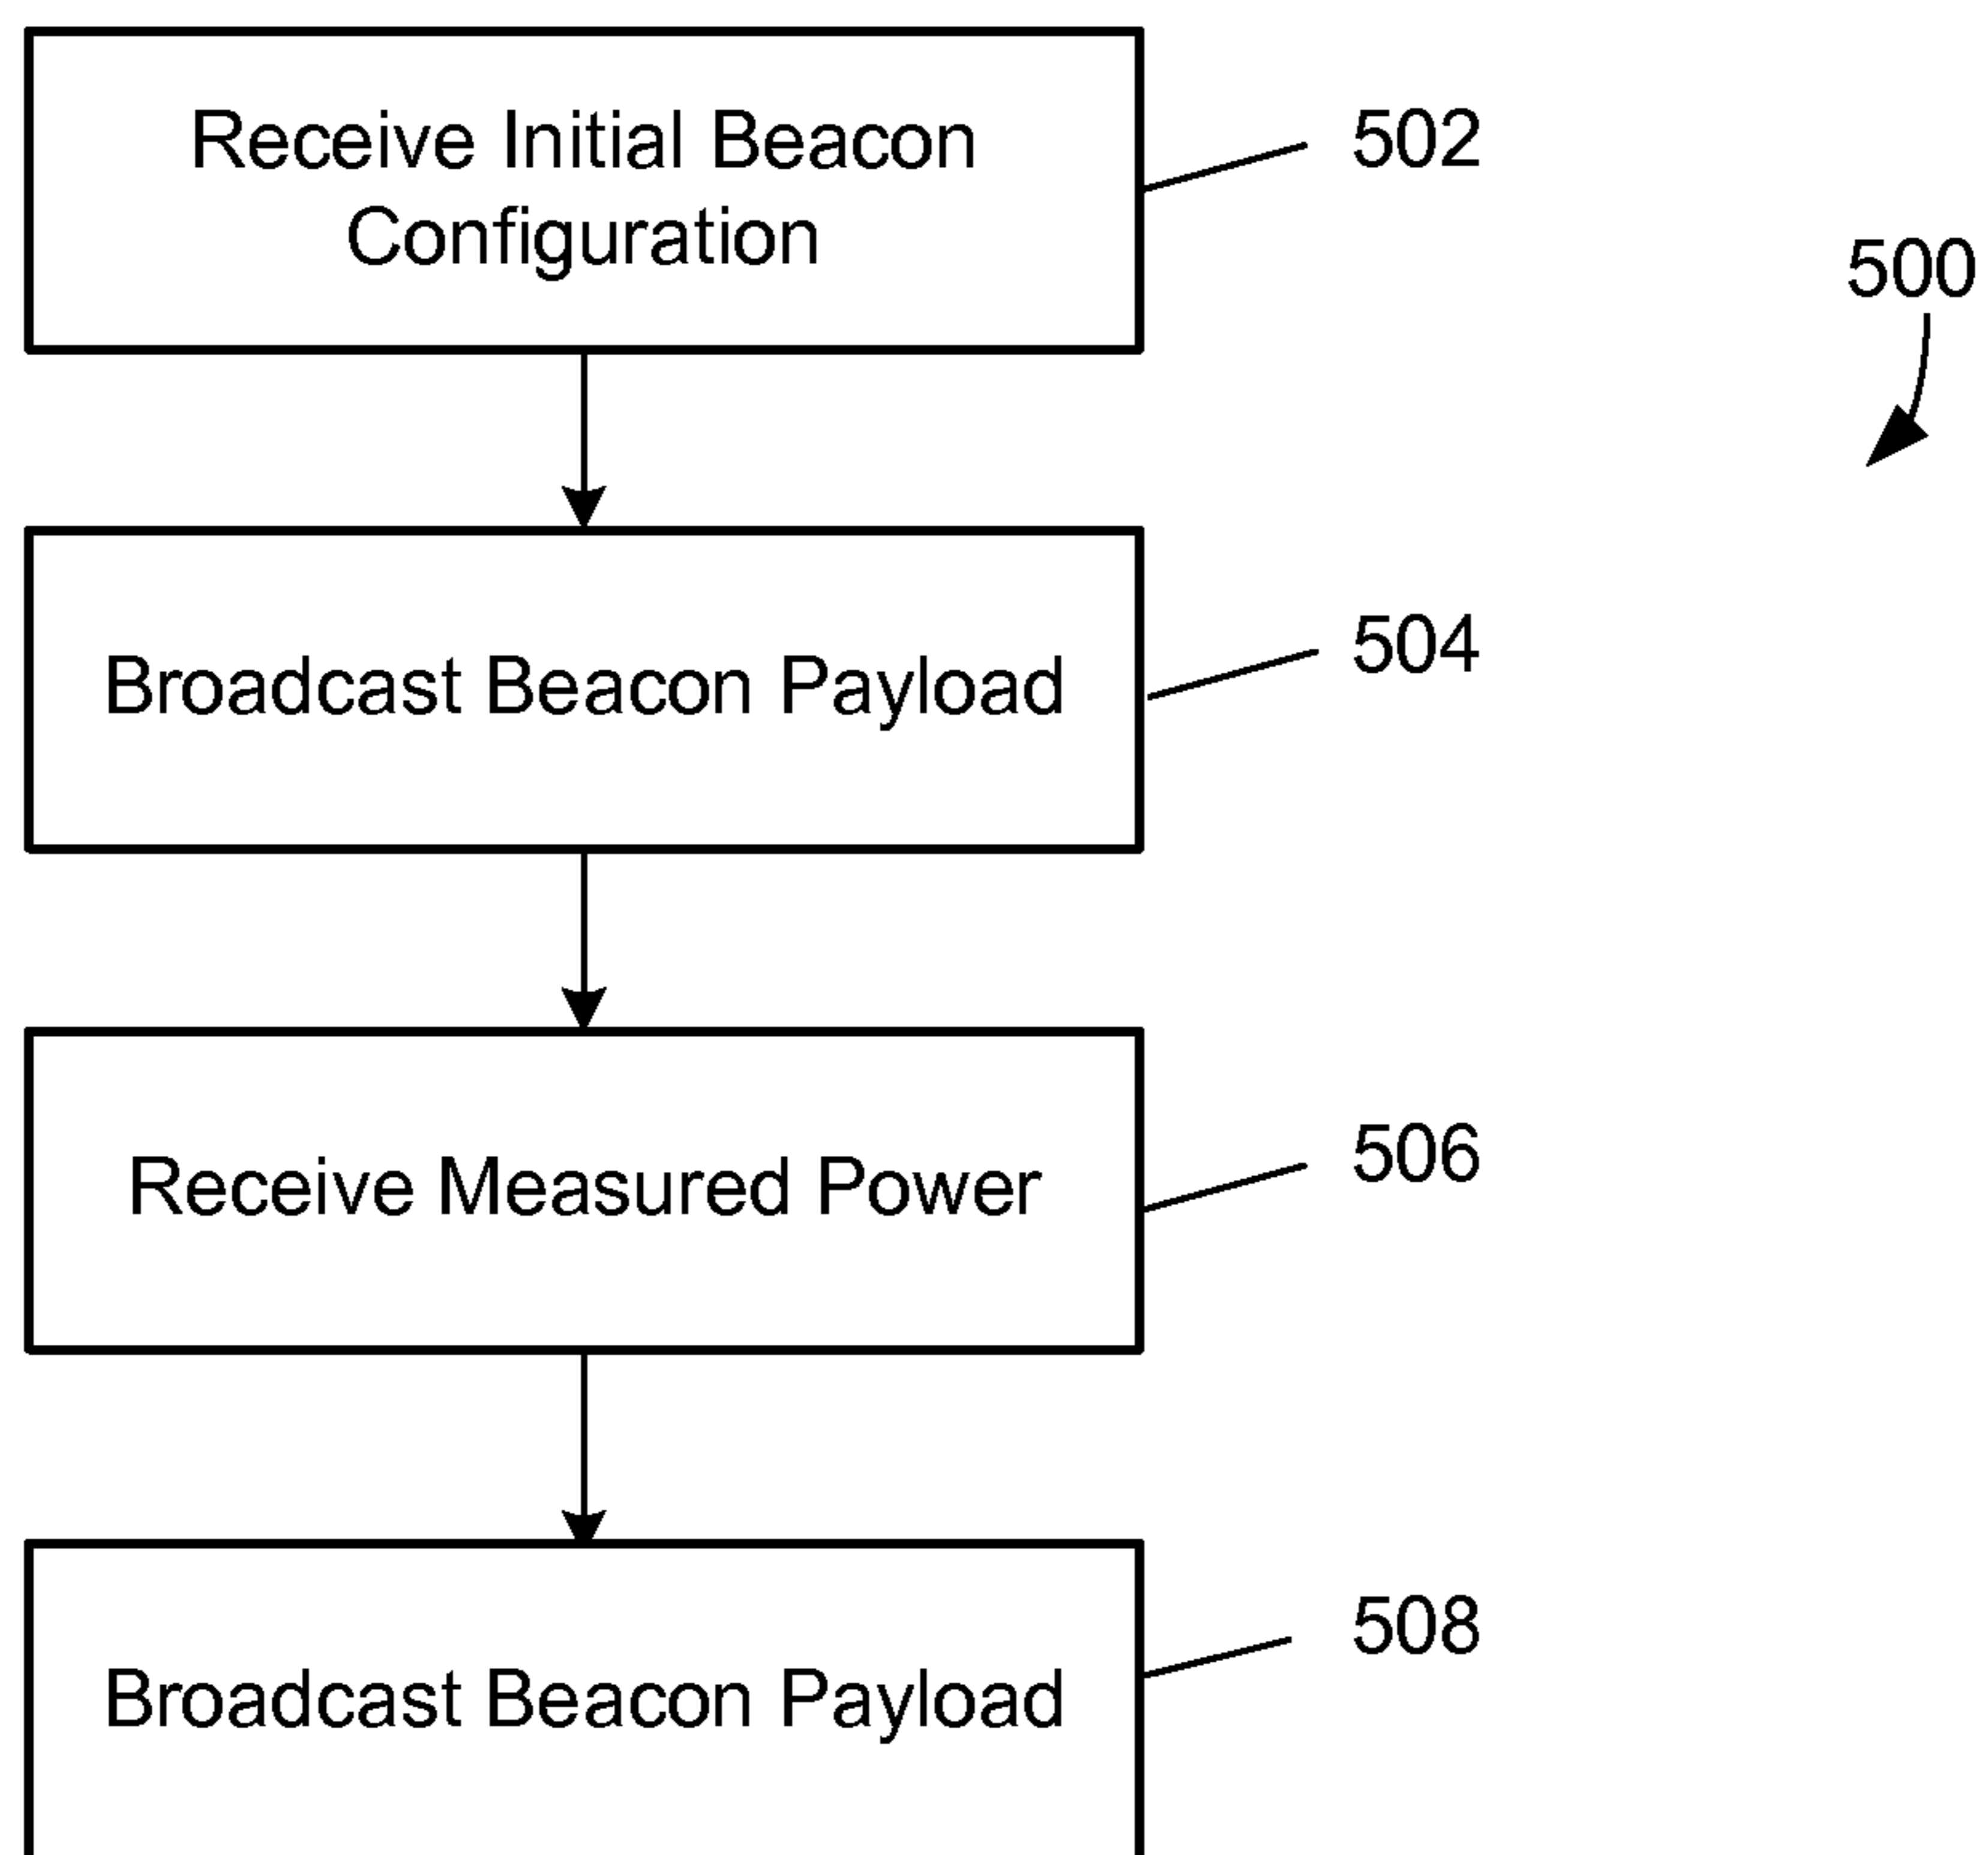 Receive Initial Beacon
Configuration
502
500
Broadcast Beacon Payload
504
Receive Measured Power
506
Broadcast Beacon Payload
508